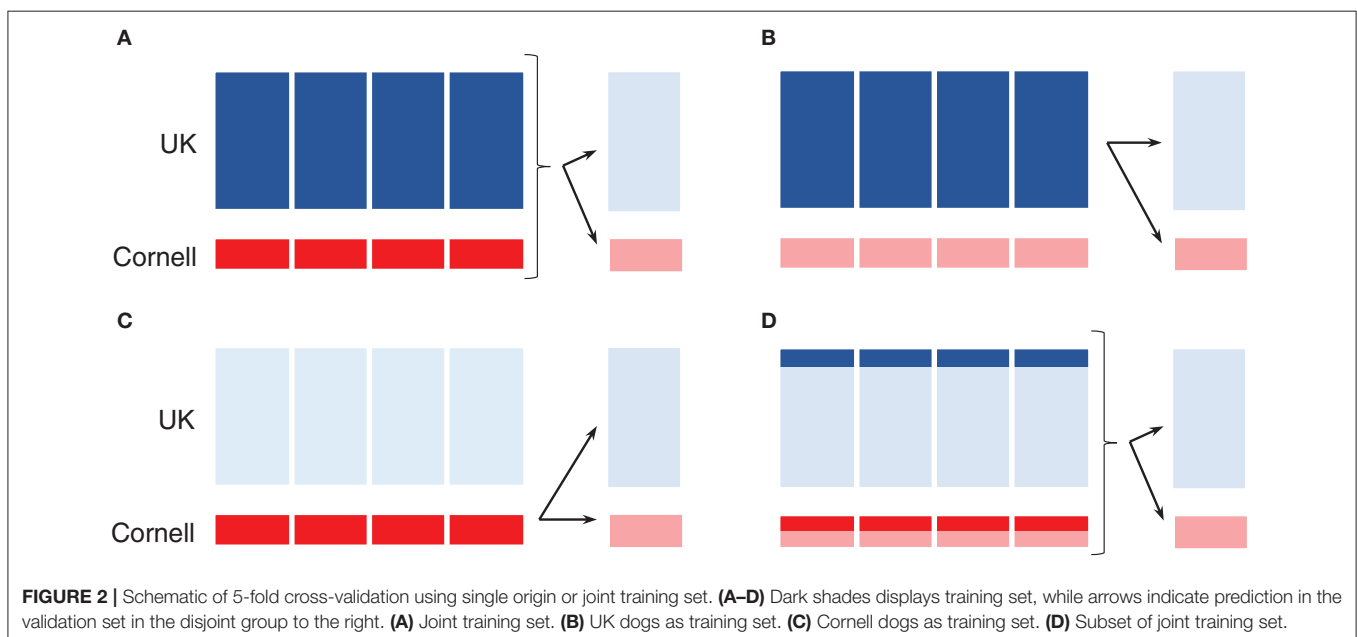 A
B
UK
Cornell
C
D
UK
Cornell
FIGURE 2 | Schematic of 5-fold cross-validation using single origin or joint training set. (A–D) Dark shades displays training set, while arrows indicate prediction in the
validation set in the disjoint group to the right. (A) Joint training set. (B) UK dogs as training set. (C) Cornell dogs as training set. (D) Subset of joint training set.